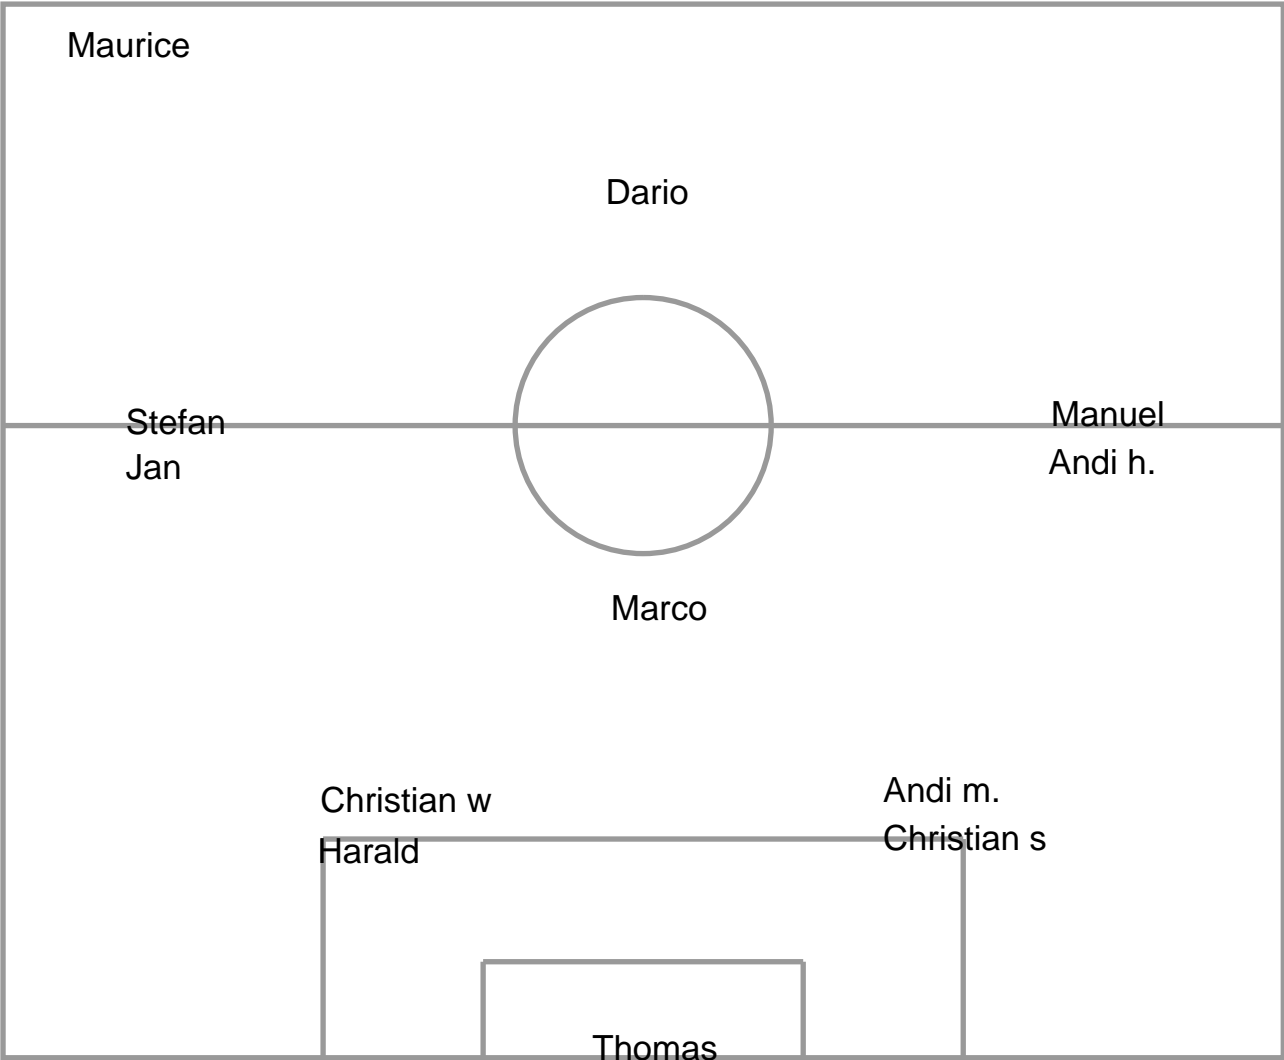 Maurice
Dario
Stefan
Manuel
Jan
Andi h.
Marco
Christian w
Andi m.
Harald
Christian s
Thomas